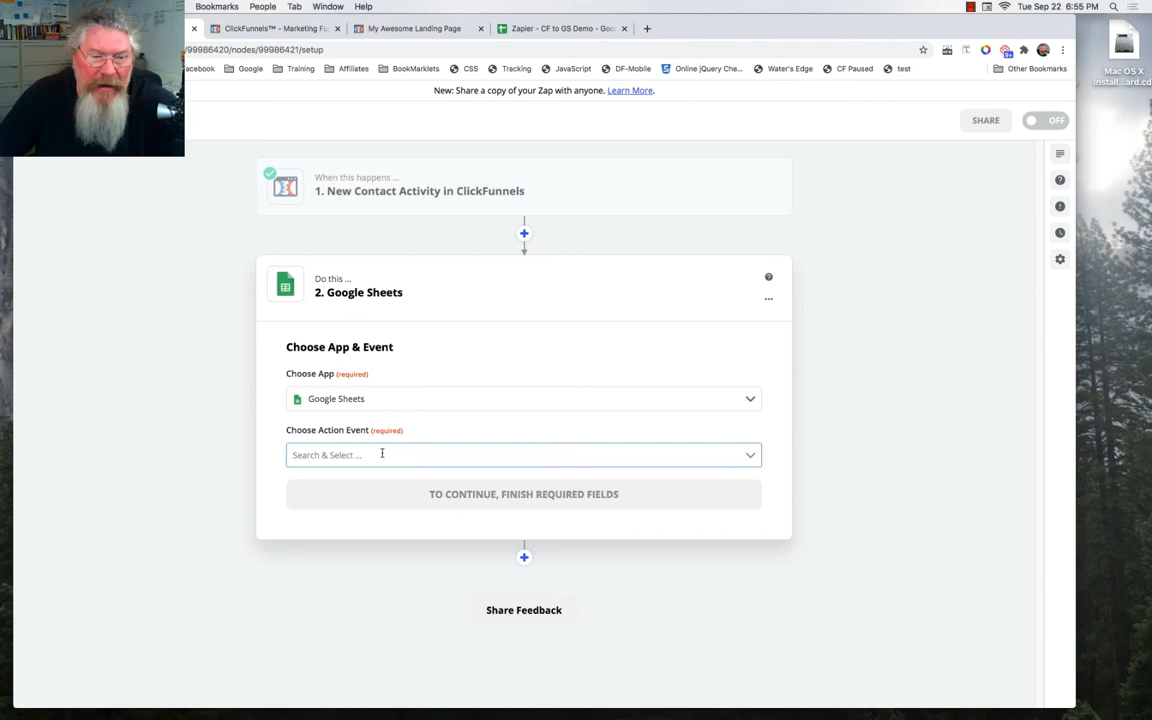 Bookmarks People Tab Window Help Tue Sep 22 6:55 PM
ClickFunnels™ - Marketing Fu My Awesome Landing Page Zapier - CF to GS Demo - Goo
/99986420/nodes/99986421/setup
acebook Google Training Affiliates BookMarklets CSS Tracking JavaScript DF-Mobile Online jQuery Che... Water's Edge CF Paused test Other Bookmarks
Mac OS X
Install...ard.cd
New: Share a copy of your Zap with anyone. Learn More.
SHARE OFF
When this happens ...
1. New Contact Activity in ClickFunnels
Do this ...
2. Google Sheets
Choose App & Event
Choose App (required)
Google Sheets
Choose Action Event (required)
Search & Select ...
TO CONTINUE, FINISH REQUIRED FIELDS
Share Feedback